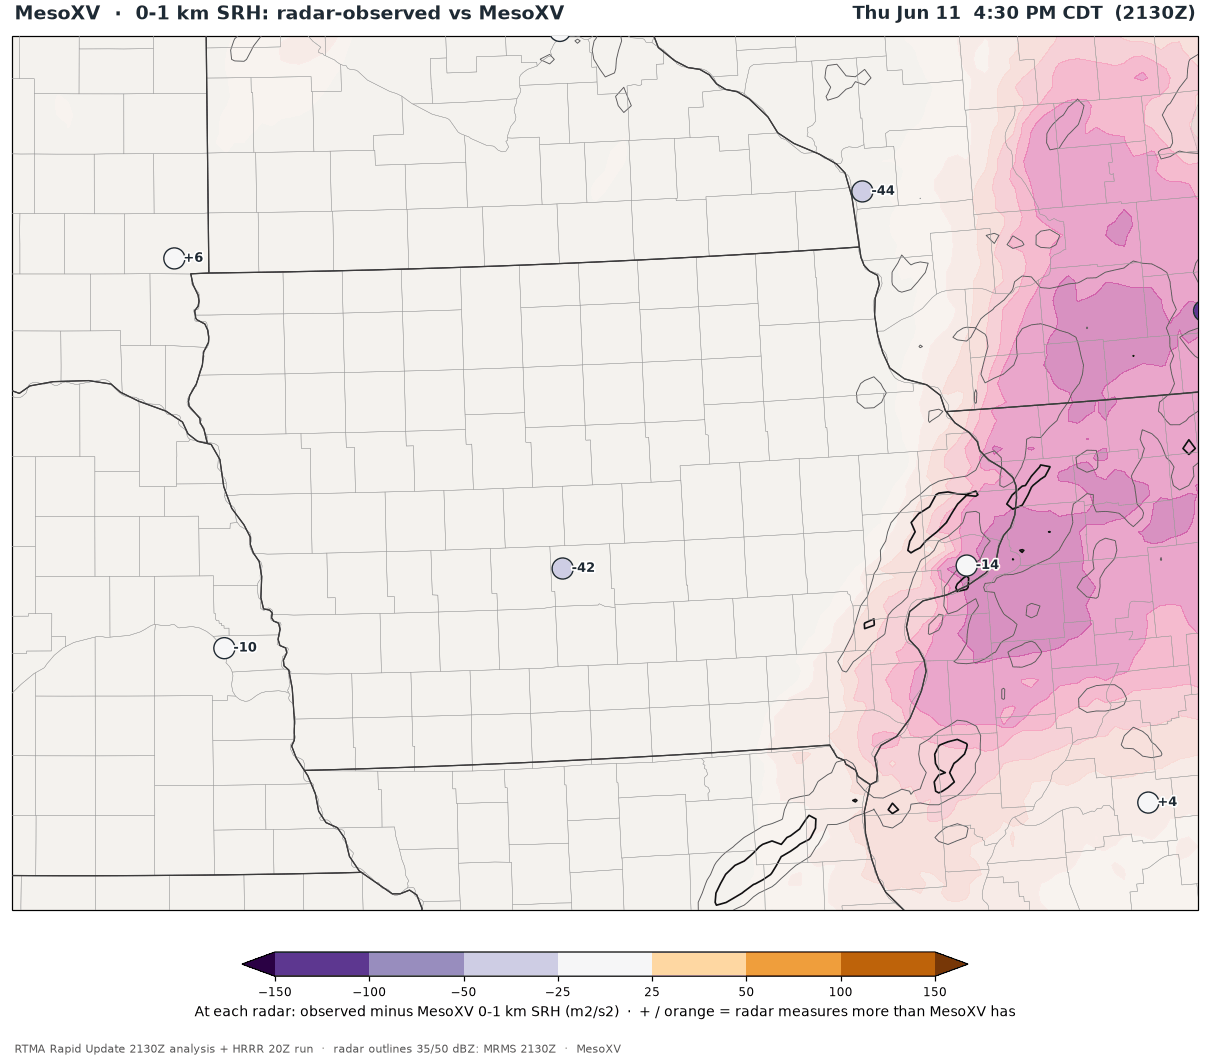 MesoXV · 0-1 km SRH: radar-observed vs MesoXV
Thu Jun 11 4:30 PM CDT (2130Z)
-44
+6
-42
-14
-10
+4
−150 −100 −50 −25 25 50 100 150
At each radar: observed minus MesoXV 0-1 km SRH (m2/s2) · + / orange = radar measures more than MesoXV has
RTMA Rapid Update 2130Z analysis + HRRR 20Z run · radar outlines 35/50 dBZ: MRMS 2130Z · MesoXV